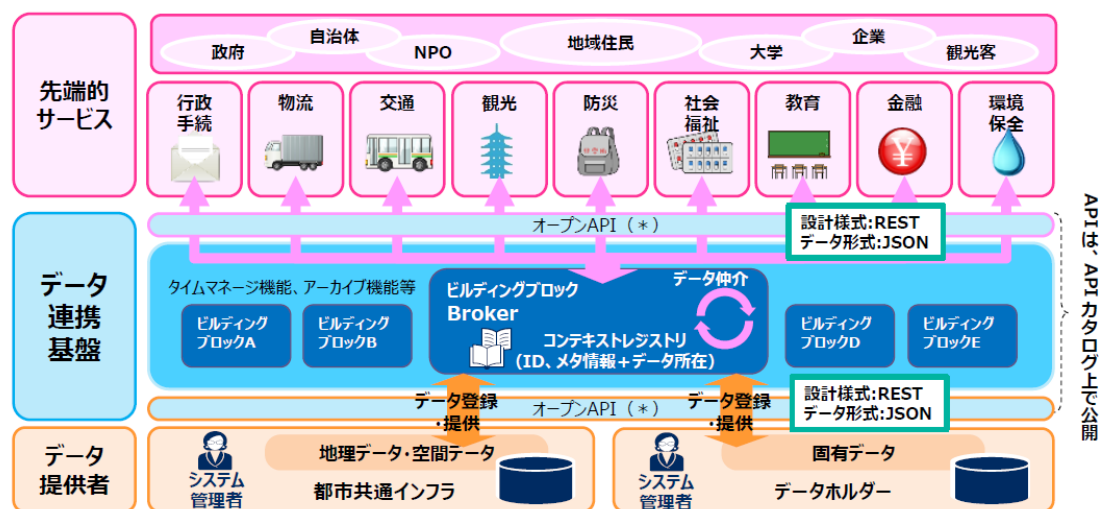 先端的
サービス
政府
自治体
NPO
地域住民
大学
企業
観光客
行政
手続
物流
交通
観光
防災
社会
福祉
教育
金融
環境
保全
オープンAPI（＊）
設計様式:REST
データ形式:JSON
データ
連携
基盤
タイムマネージ機能、アーカイブ機能等
ビルディング
ブロックA
ビルディング
ブロックB
ビルディングブロック
Broker
データ仲介
コンテキストレジストリ
(ID、メタ情報＋データ所在)
ビルディング
ブロックD
ビルディング
ブロックE
データ登録
・提供
オープンAPI（＊）
データ登録
・提供
設計様式:REST
データ形式:JSON
APIは、APIカタログ上で公開
データ
提供者
システム
管理者
地理データ・空間データ
都市共通インフラ
システム
管理者
固有データ
データホルダー